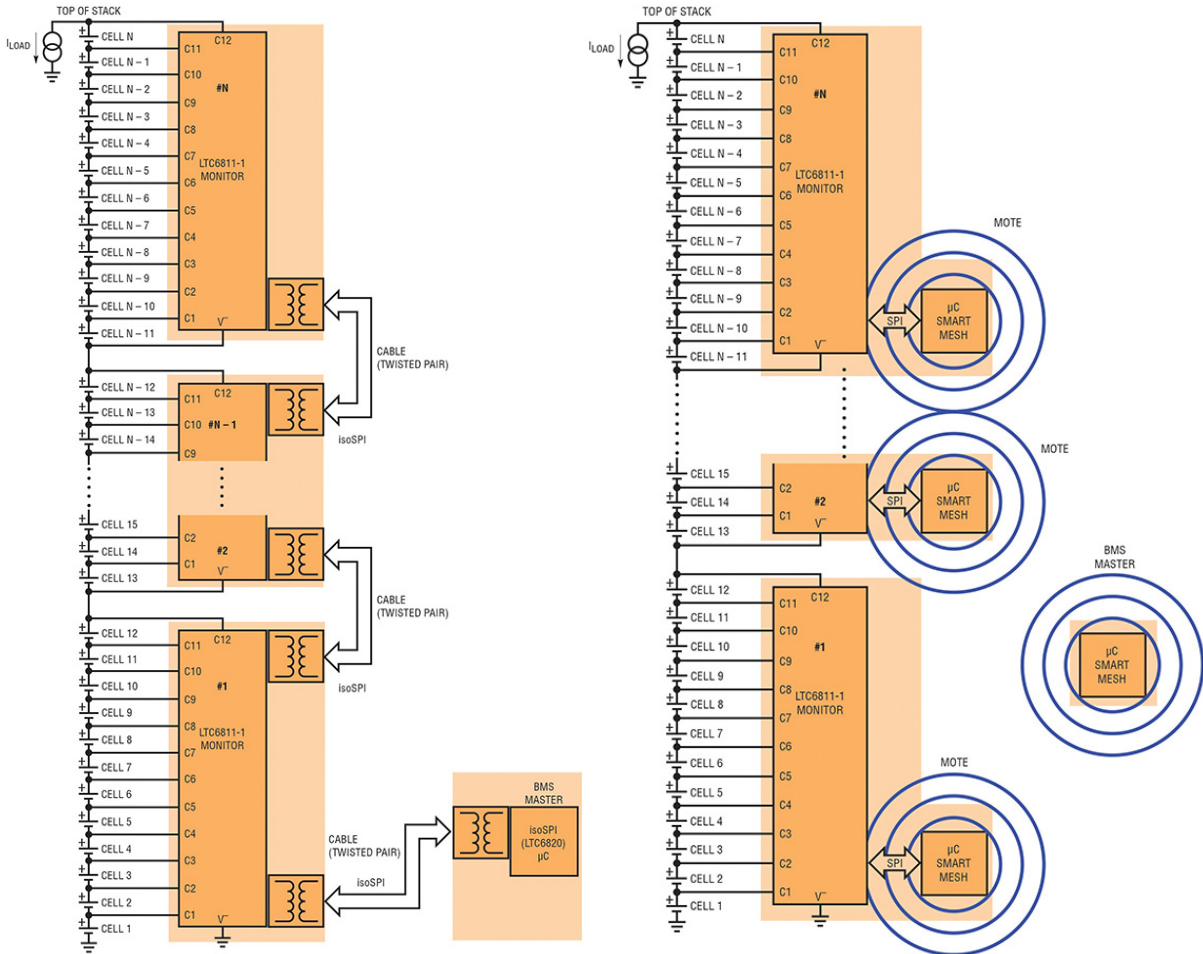 TOP OF STACK
I LOAD
CELL N
CELL N – 1
CELL N – 2
CELL N – 3
CELL N – 4
CELL N – 5
CELL N – 6
CELL N – 7
CELL N – 8
CELL N – 9
CELL N – 10
CELL N – 11
C12
C11
C10
#N
C9
C8
C7
LTC6811-1
MONITOR
C6
C5
C4
C3
C2
C1
V–
CABLE
(TWISTED PAIR)
isoSPI
CELL N – 12
CELL N – 13
CELL N – 14
C12
C11
C10
#N – 1
C9
CELL 15
CELL 14
CELL 13
C2
#2
C1
V–
CABLE
(TWISTED PAIR)
isoSPI
CELL 12
CELL 11
CELL 10
CELL 9
CELL 8
CELL 7
CELL 6
CELL 5
CELL 4
CELL 3
CELL 2
CELL 1
C12
C11
C10
#1
C9
C8
LTC6811-1
MONITOR
C7
C6
C5
C4
C3
C2
C1
V–
CABLE
(TWISTED PAIR)
isoSPI
BMS
MASTER
isoSPI
(LTC6820)
µC
TOP OF STACK
I LOAD
CELL N
CELL N – 1
CELL N – 2
CELL N – 3
CELL N – 4
CELL N – 5
CELL N – 6
CELL N – 7
CELL N – 8
CELL N – 9
CELL N – 10
CELL N – 11
C12
C11
C10
#N
C9
C8
C7
LTC6811-1
MONITOR
C6
C5
C4
C3
C2
C1
V–
MOTE
SPI
µC
SMART
MESH
CELL 15
CELL 14
CELL 13
C2
#2
C1
V–
MOTE
SPI
µC
SMART
MESH
BMS
MASTER
µC
SMART
MESH
CELL 12
CELL 11
CELL 10
CELL 9
CELL 8
CELL 7
CELL 6
CELL 5
CELL 4
CELL 3
CELL 2
CELL 1
C12
C11
C10
#1
C9
C8
LTC6811-1
MONITOR
C7
C6
C5
C4
C3
C2
C1
V–
MOTE
SPI
µC
SMART
MESH